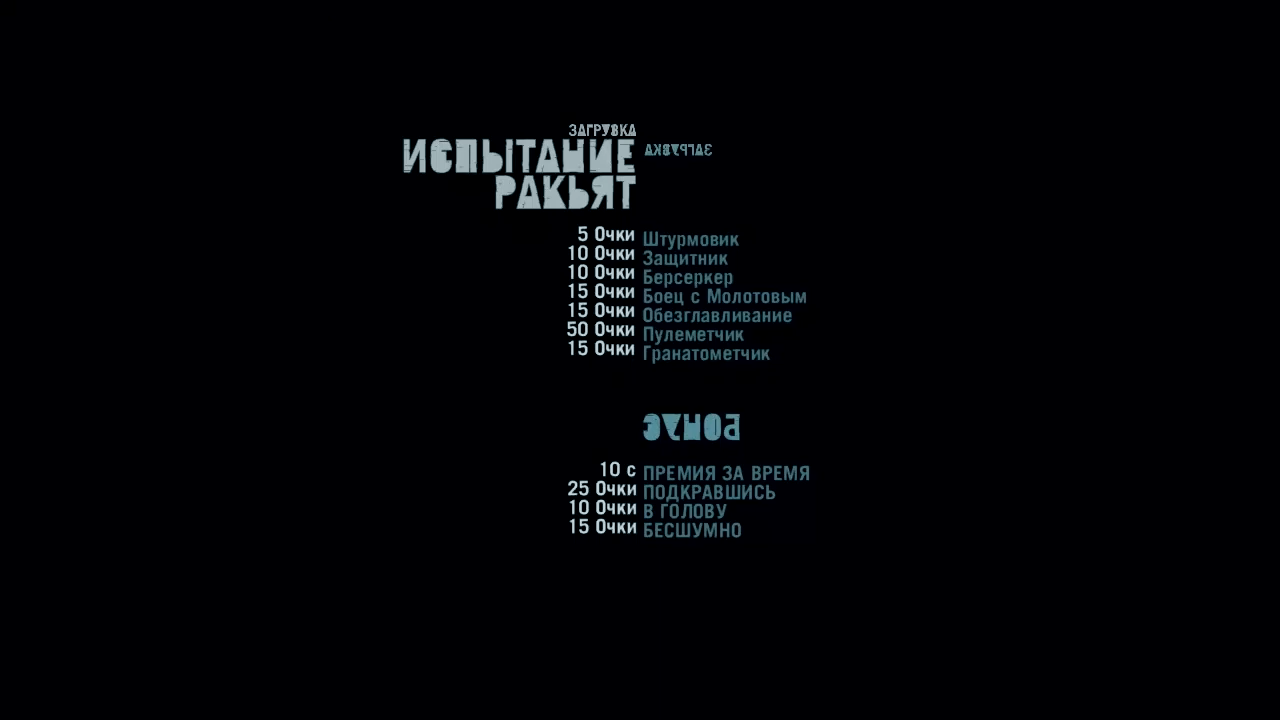 ЗАГРУЗКА
ЗАГРУЗКА
ИСПЫТАНИЕ
РАКЬЯТ
5 Очки Штурмовик
10 Очки Защитник
10 Очки Берсеркер
15 Очки Боец с Молотовым
15 Очки Обезглавливание
50 Очки Пулеметчик
15 Очки Гранатометчик
БОНУС
10 с ПРЕМИЯ ЗА ВРЕМЯ
25 Очки ПОДКРАВШИСЬ
10 Очки В ГОЛОВУ
15 Очки БЕСШУМНО